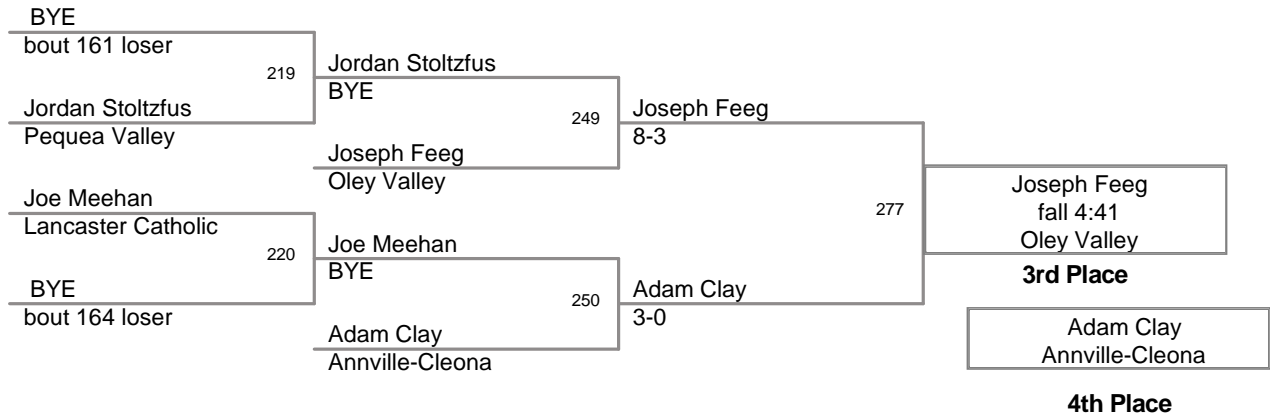 BYE
bout 161 loser
219
Jordan Stoltzfus
BYE
Jordan Stoltzfus
Pequea Valley
249
Joseph Feeg
8-3
Joseph Feeg
Oley Valley
Joe Meehan
Lancaster Catholic
277
Joseph Feeg
fall 4:41
Oley Valley
3rd Place
220
Joe Meehan
BYE
BYE
bout 164 loser
250
Adam Clay
3-0
Adam Clay
Annville-Cleona
Adam Clay
Annville-Cleona
4th Place